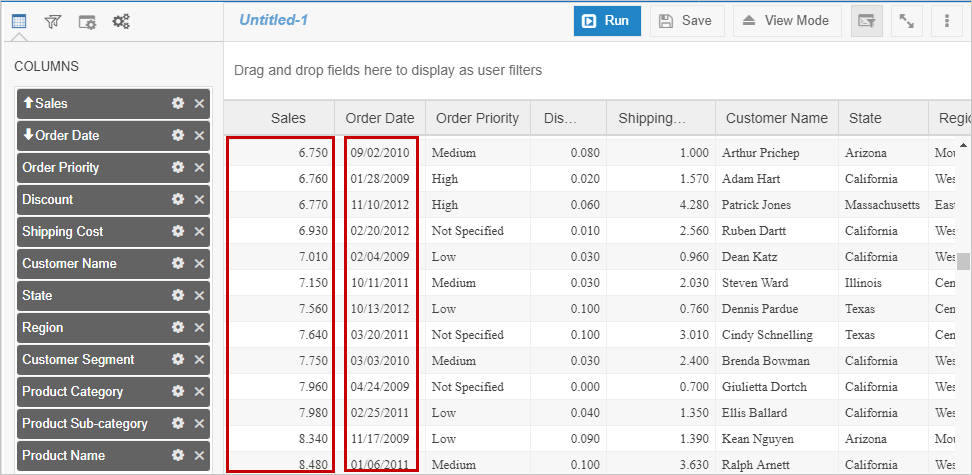 Untitled-1
Run
Save
View Mode
COLUMNS
Sales
Order Date
Order Priority
Discount
Shipping Cost
Customer Name
State
Region
Customer Segment
Product Category
Product Sub-category
Product Name
Drag and drop fields here to display as user filters
Sales Order Date Order Priority Dis... Shipping... Customer Name State Regio
6.750 09/02/2010 Medium 0.080 1.000 Arthur Prichep Arizona Mou
6.760 01/28/2009 High 0.020 1.570 Adam Hart California Wes
6.770 11/10/2012 High 0.060 4.280 Patrick Jones Massachusetts East
6.930 02/20/2012 Not Specified 0.010 2.560 Ruben Dartt California Wes
7.010 02/04/2009 Low 0.030 0.960 Dean Katz California Wes
7.150 10/11/2011 Medium 0.030 2.030 Steven Ward Illinois Cen
7.560 10/13/2012 Low 0.100 0.760 Dennis Pardue Texas Cen
7.640 03/20/2011 Not Specified 0.100 3.010 Cindy Schnelling Texas Cen
7.750 03/03/2010 Medium 0.030 2.400 Brenda Bowman California Wes
7.960 04/24/2009 Not Specified 0.000 0.700 Giulietta Dortch California Wes
7.980 02/25/2011 Low 0.040 1.350 Ellis Ballard California Wes
8.340 11/17/2009 Low 0.090 1.390 Kean Nguyen Arizona Mou
8.480 01/06/2011 Medium 0.100 3.630 Ralph Arnett California Wes